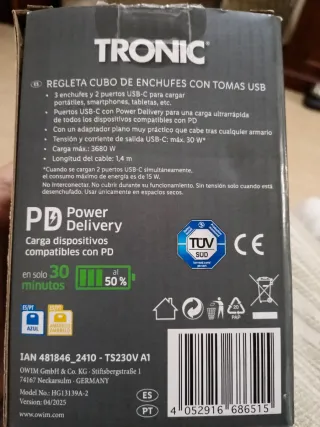 TRONIC®
ES REGLETA CUBO DE ENCHUFES CON TOMAS USB
• 3 enchufes y 2 puertos USB-C para cargar
portátiles, smartphones, tabletas, etc.
• Puertos USB-C con Power Delivery para una carga ultrarrápida
de todos los dispositivos compatibles con PD
• Con un adaptador plano muy práctico que cabe tras cualquier armario
• Tensión y corriente de salida USB-C: máx. 30 W*
• Carga máx.: 3680 W
• Longitud del cable: 1,4 m
*Cuando se cargan 2 puertos USB-C simultáneamente,
el consumo máximo de energía es de 15 W.
No Interconectar. No cubrir durante su funcionamiento. Sin tensión solo cuando está
desenchufado. Usar únicamente en espacios secos.
PD Power
Delivery
Carga dispositivos
compatibles con PD
en solo 30
minutos
al
50 %
TÜV
SÜD
CE
ES/PT
AZUL
AMARILLO
PAP
IAN 481846_2410 - TS230V A1
OWIM GmbH & Co. KG · Stiftsbergstraße 1
74167 Neckarsulm · GERMANY
Model No.: HG13139A-2
Version: 04/2025
www.owim.com
ES
PT
4 052916 686515